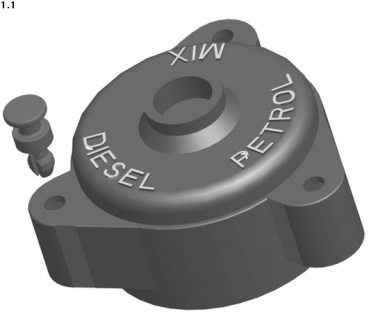 1.1
MIX
PETROL
DIESEL